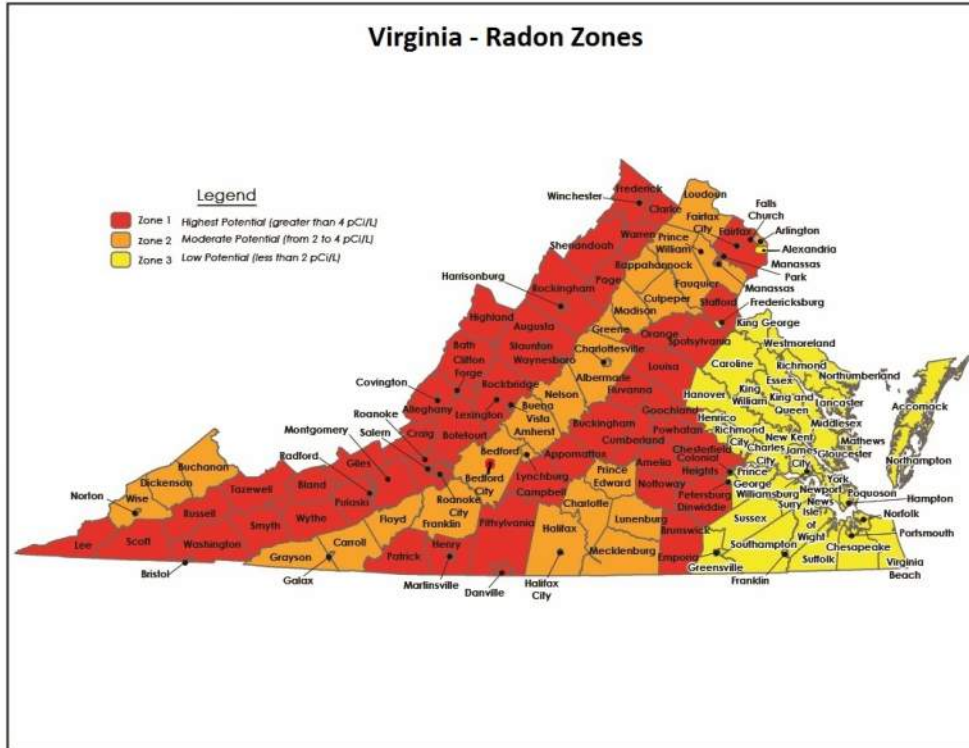 Virginia - Radon Zones
Legend
Zone 1 Highest Potential (greater than 4 pCi/L)
Zone 2 Moderate Potential (from 2 to 4 pCi/L)
Zone 3 Low Potential (less than 2 pCi/L)
Winchester
Frederick
Clarke
Loudoun
Falls
Church
Fairfax
City
Fairfax
Arlington
Alexandria
Warren
Prince
William
Manassas
Park
Manassas
Shenandoah
Rappahannock
Fauquier
Page
Harrisonburg
Rockingham
Culpeper
Madison
Stafford
Fredericksburg
King George
Highland
Augusta
Greene
Orange
Spotsylvania
Westmoreland
Bath
Staunton
Waynesboro
Charlottesville
Albemarle
Louisa
Caroline
Richmond
Essex
Northumberland
Clifton
Forge
Covington
Rockbridge
Nelson
Fluvanna
Hanover
King
William
King and
Queen
Lancaster
Accomack
Alleghany
Lexington
Buena
Vista
Amherst
Goochland
Henrico
Middlesex
Roanoke
Salem
Craig
Botetourt
Buckingham
Powhatan
Richmond
City
New Kent
Mathews
Gloucester
Montgomery
Radford
Giles
Bedford
Appomattox
Cumberland
Chesterfield
Colonial
Heights
Charles
City
James
City
Northampton
Buchanan
Dickenson
Bland
Pulaski
Bedford
City
Lynchburg
Campbell
Prince
Edward
Amelia
Nottoway
Prince
George
York
Poquoson
Norton
Wise
Tazewell
Roanoke
City
Petersburg
Dinwiddie
Williamsburg
Newport
News
Hampton
Russell
Smyth
Wythe
Floyd
Franklin
Pittsylvania
Charlotte
Lunenburg
Surry
Norfolk
Lee
Scott
Washington
Carroll
Grayson
Patrick
Henry
Halifax
Mecklenburg
Brunswick
Sussex
Isle
of
Wight
Portsmouth
Emporia
Southampton
Suffolk
Chesapeake
Virginia
Beach
Bristol
Galax
Martinsville
Danville
Halifax
City
Greensville
Franklin